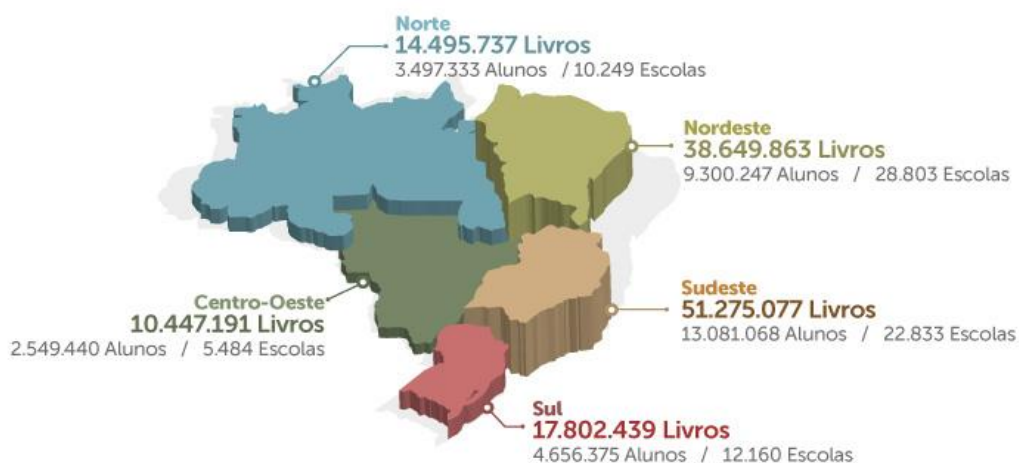 Norte
14.495.737 Livros
3.497.333 Alunos / 10.249 Escolas
Nordeste
38.649.863 Livros
9.300.247 Alunos / 28.803 Escolas
Centro-Oeste
10.447.191 Livros
2.549.440 Alunos / 5.484 Escolas
Sudeste
51.275.077 Livros
13.081.068 Alunos / 22.833 Escolas
Sul
17.802.439 Livros
4.656.375 Alunos / 12.160 Escolas